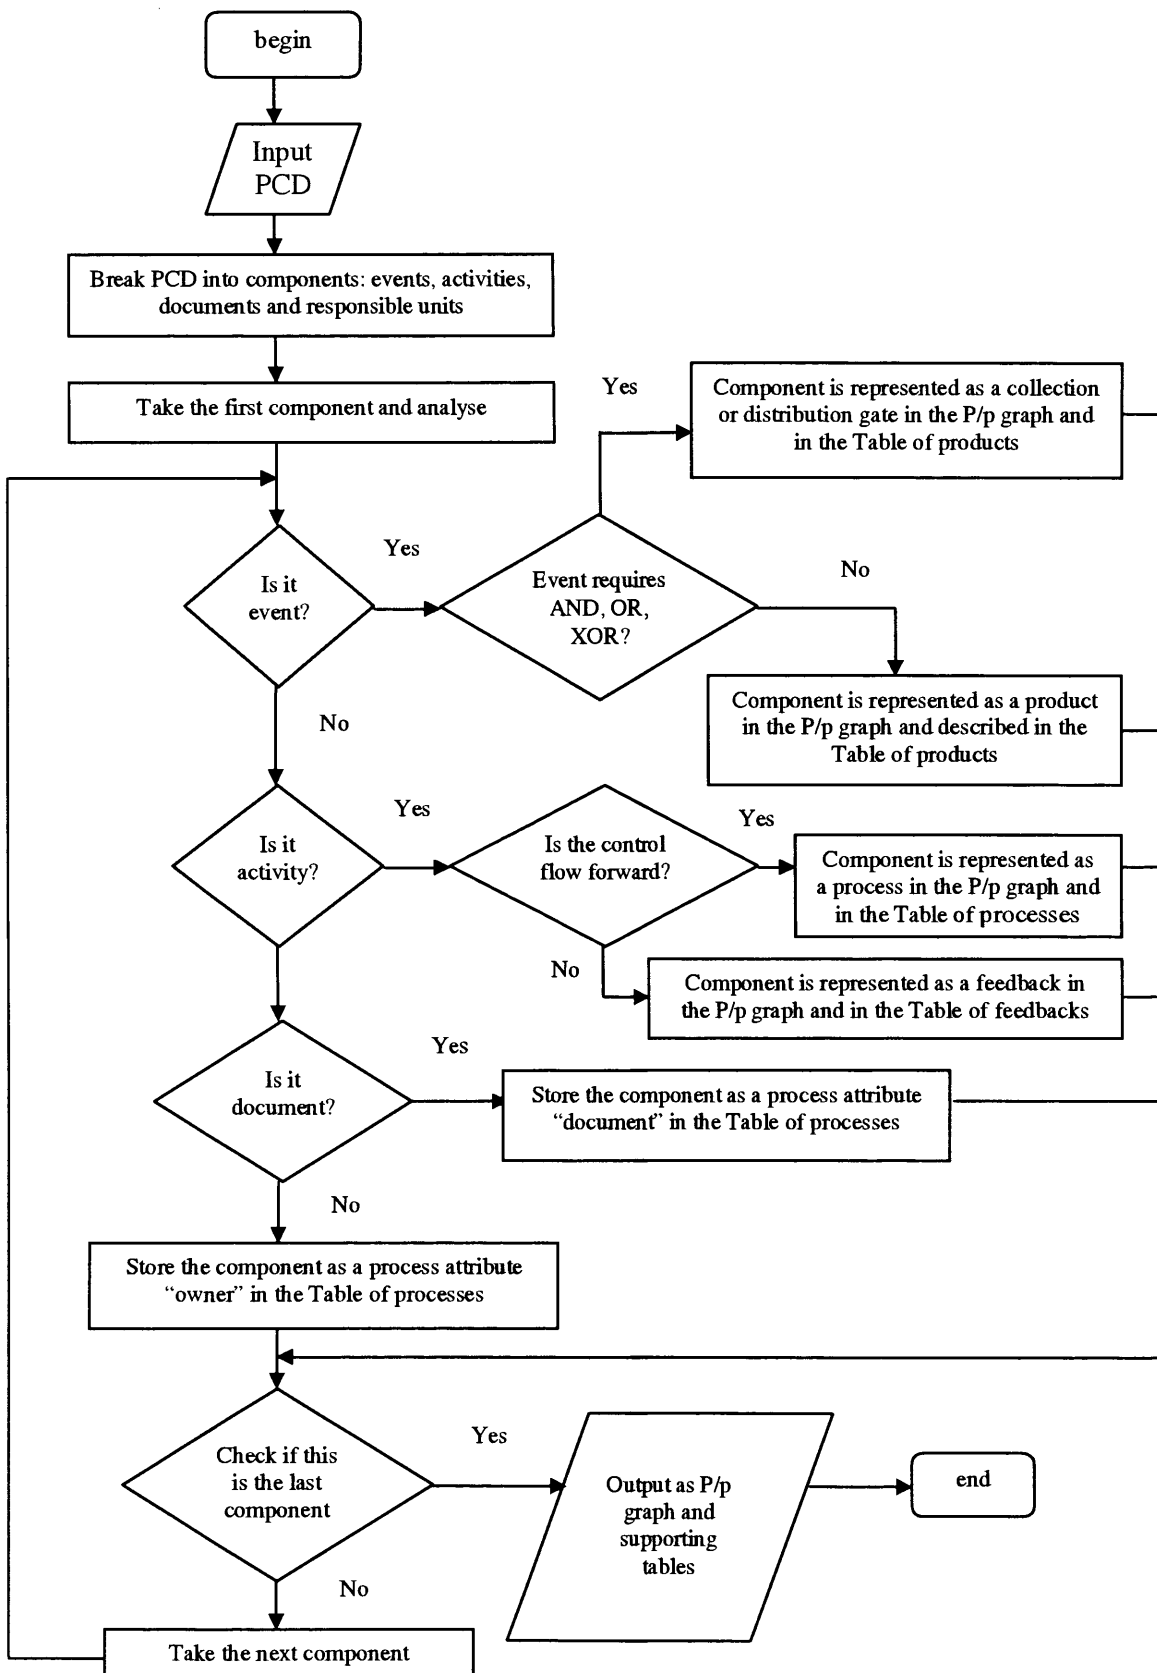 begin
Input
PCD
Break PCD into components: events, activities,
documents and responsible units
Take the first component and analyse
Yes
Component is represented as a collection
or distribution gate in the P/p graph and
in the Table of products
Is it
event?
Yes
Event requires
AND, OR,
XOR?
No
Component is represented as a product
in the P/p graph and described in the
Table of products
No
Is it
activity?
Yes
Is the control
flow forward?
Yes
Component is represented as
a process in the P/p graph and
in the Table of processes
No
Component is represented as a feedback in
the P/p graph and in the Table of feedbacks
Is it
document?
Yes
Store the component as a process attribute
“document” in the Table of processes
No
Store the component as a process attribute
“owner” in the Table of processes
Check if this
is the last
component
Yes
Output as P/p
graph and
supporting
tables
end
No
Take the next component